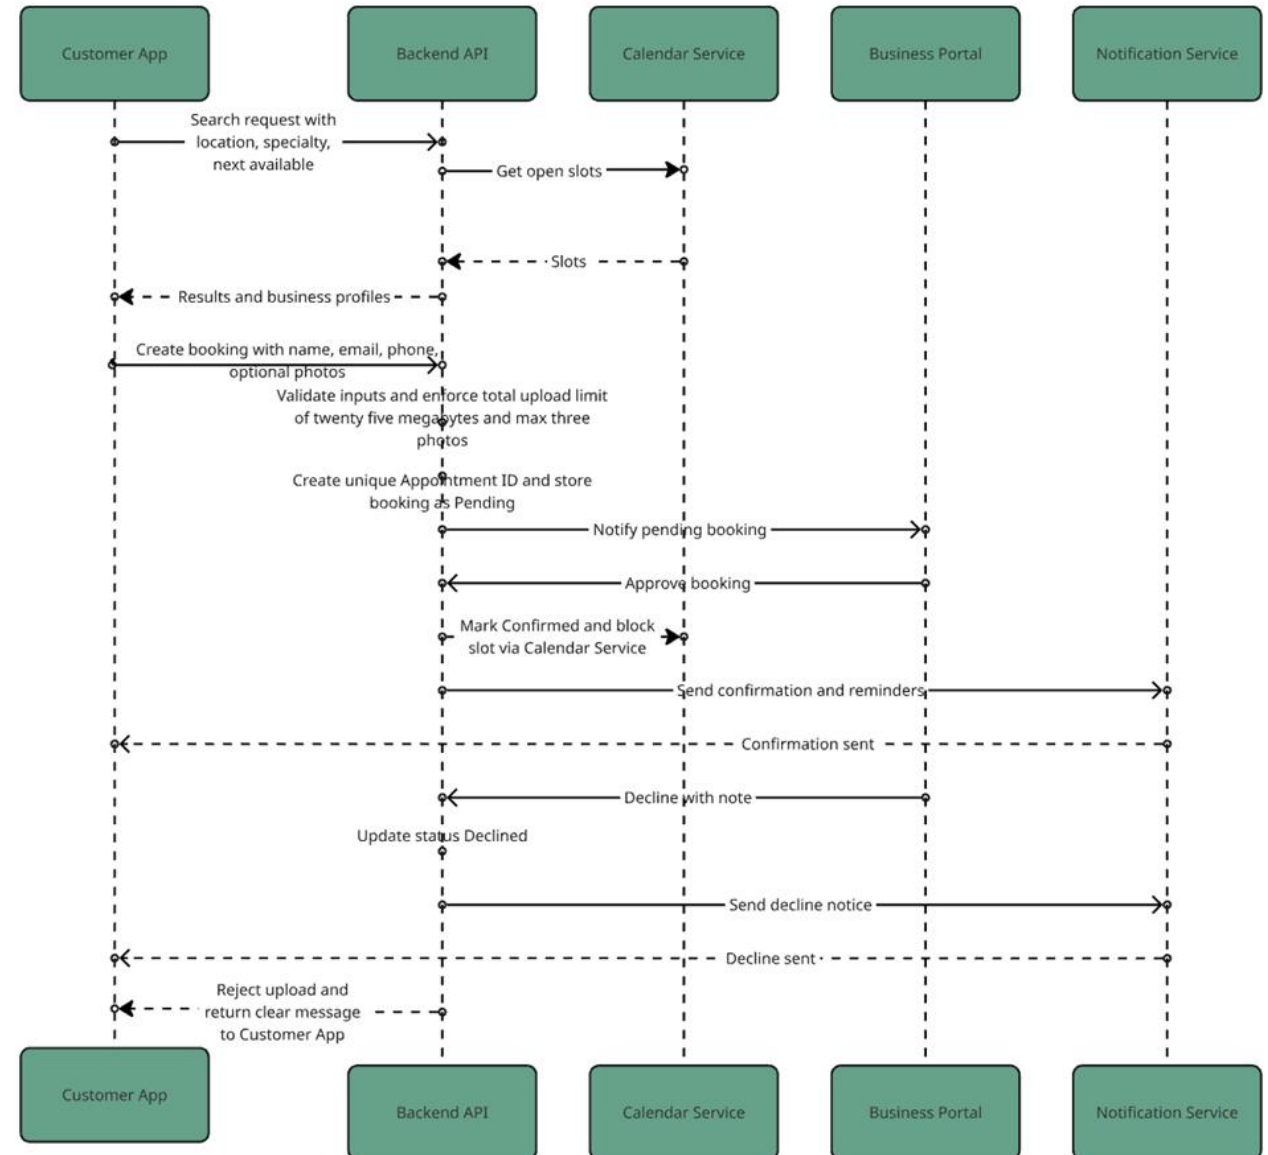 Customer App
Backend API
Calendar Service
Business Portal
Notification Service
Search request with
location, specialty,
next available
Get open slots
Slots
Results and business profiles
Create booking with name, email, phone,
optional photos
Validate inputs and enforce total upload limit
of twenty five megabytes and max three
photos
Create unique Appointment ID and store
booking as Pending
Notify pending booking
Approve booking
Mark Confirmed and block
slot via Calendar Service
Send confirmation and reminders
Confirmation sent
Decline with note
Update status Declined
Send decline notice
Decline sent
Reject upload and
return clear message
to Customer App
Customer App
Backend API
Calendar Service
Business Portal
Notification Service